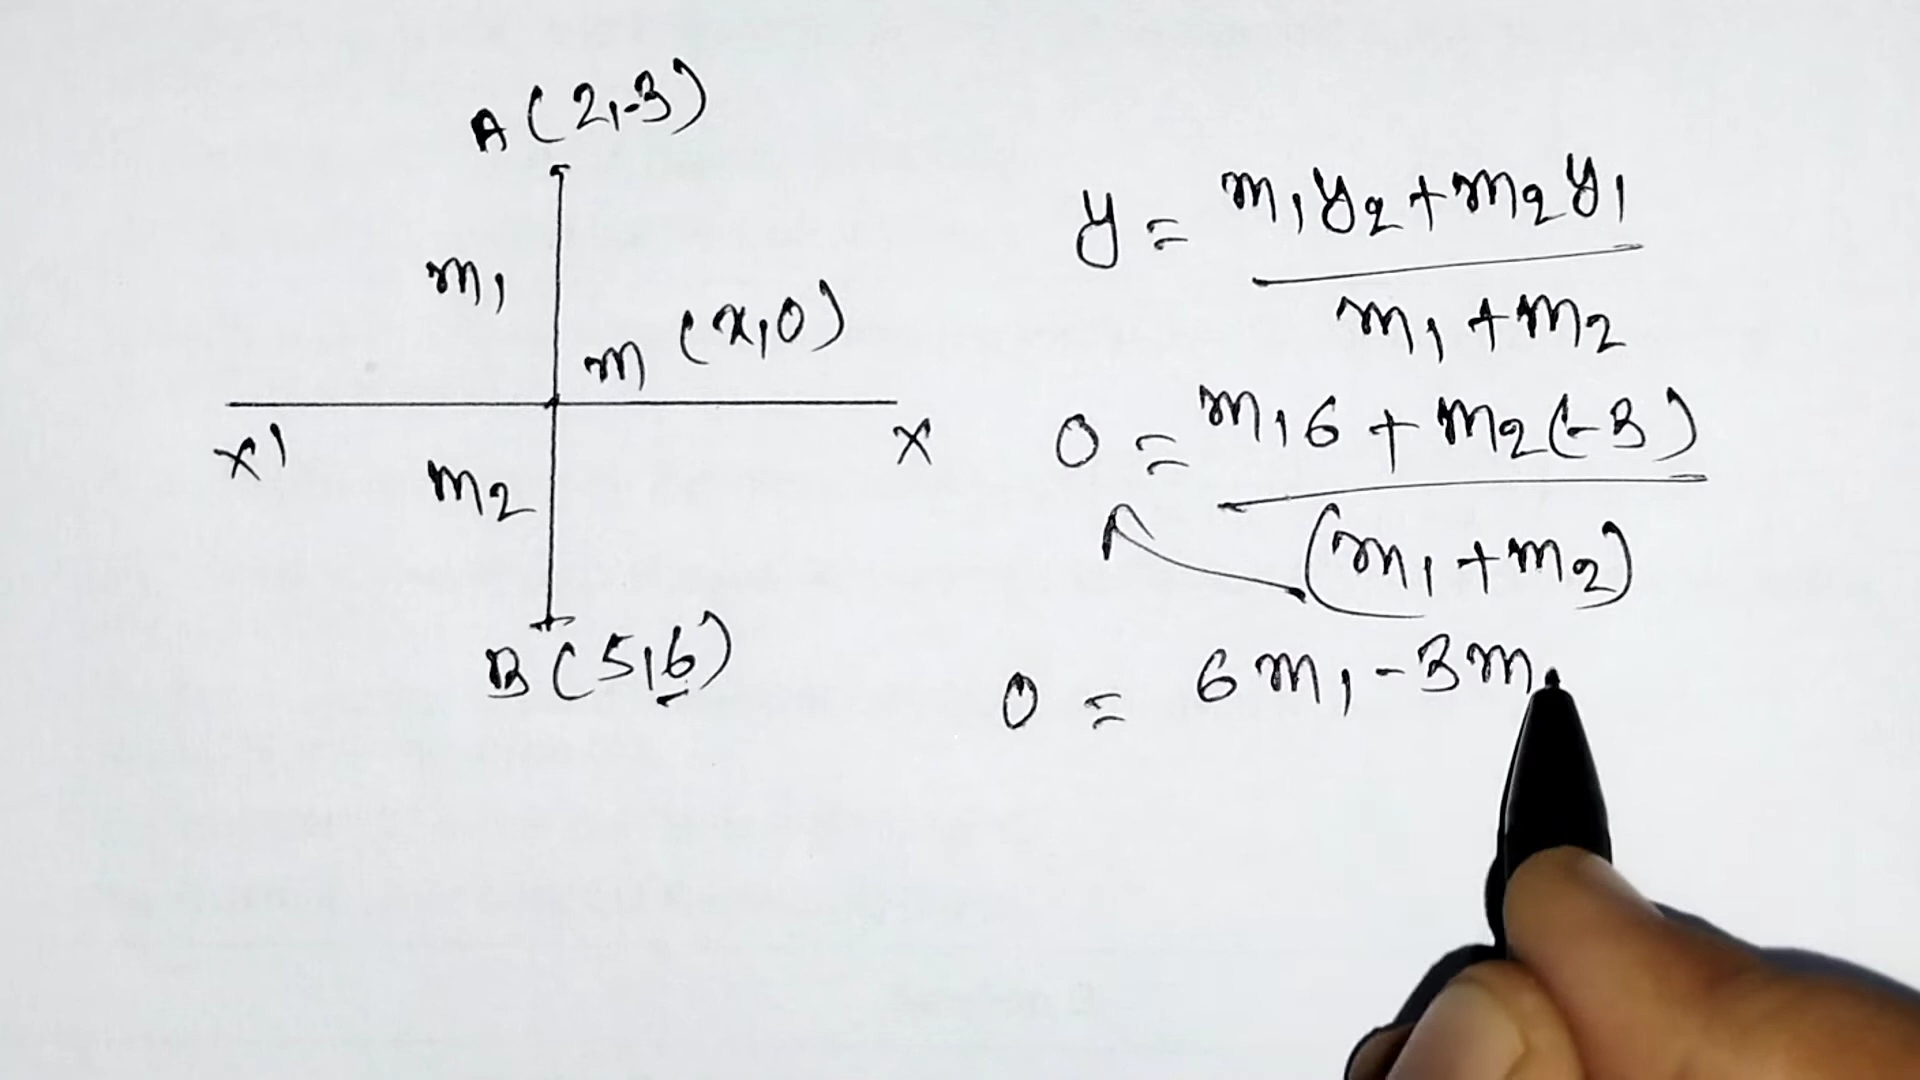 A (2,-3)
m1
m (x,0)
x' x
m2
B (5,6)
y = m1y2+m2y1
m1+m2
0 = m16 + m2(-3)
(m1+m2)
0 = 6m1-3m